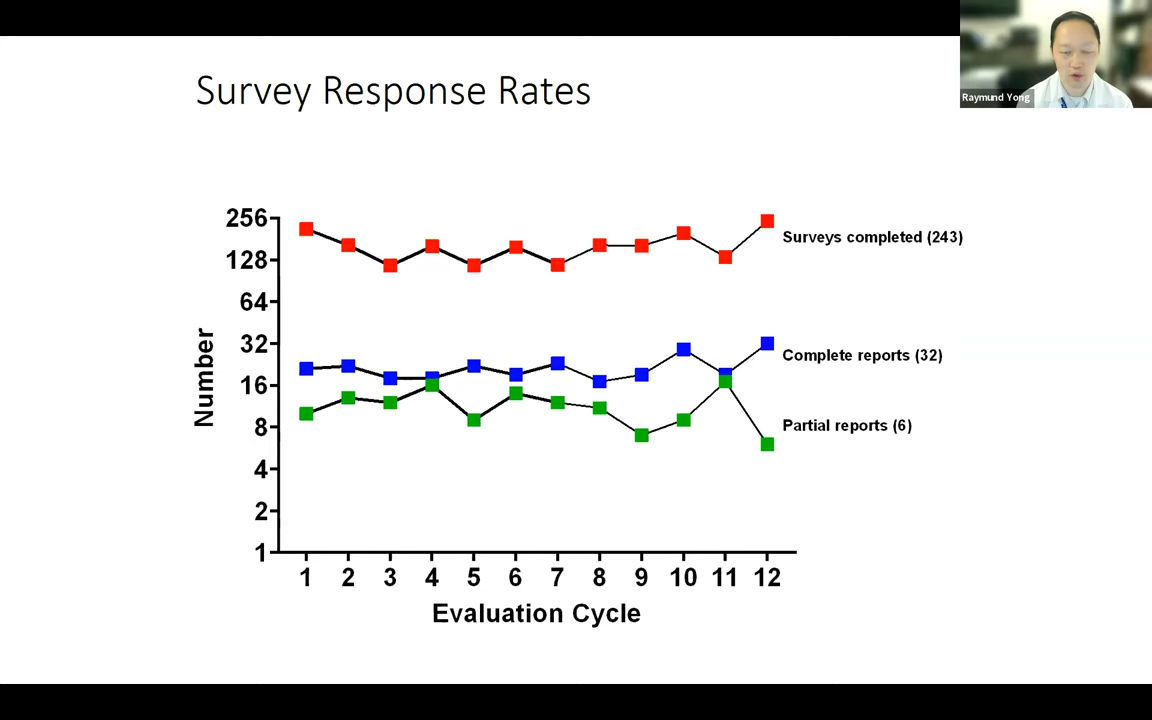 Survey Response Rates
Raymund Yong
256
128
64
32
16
8
4
2
1
Number
Surveys completed (243)
Complete reports (32)
Partial reports (6)
1 2 3 4 5 6 7 8 9 10 11 12
Evaluation Cycle